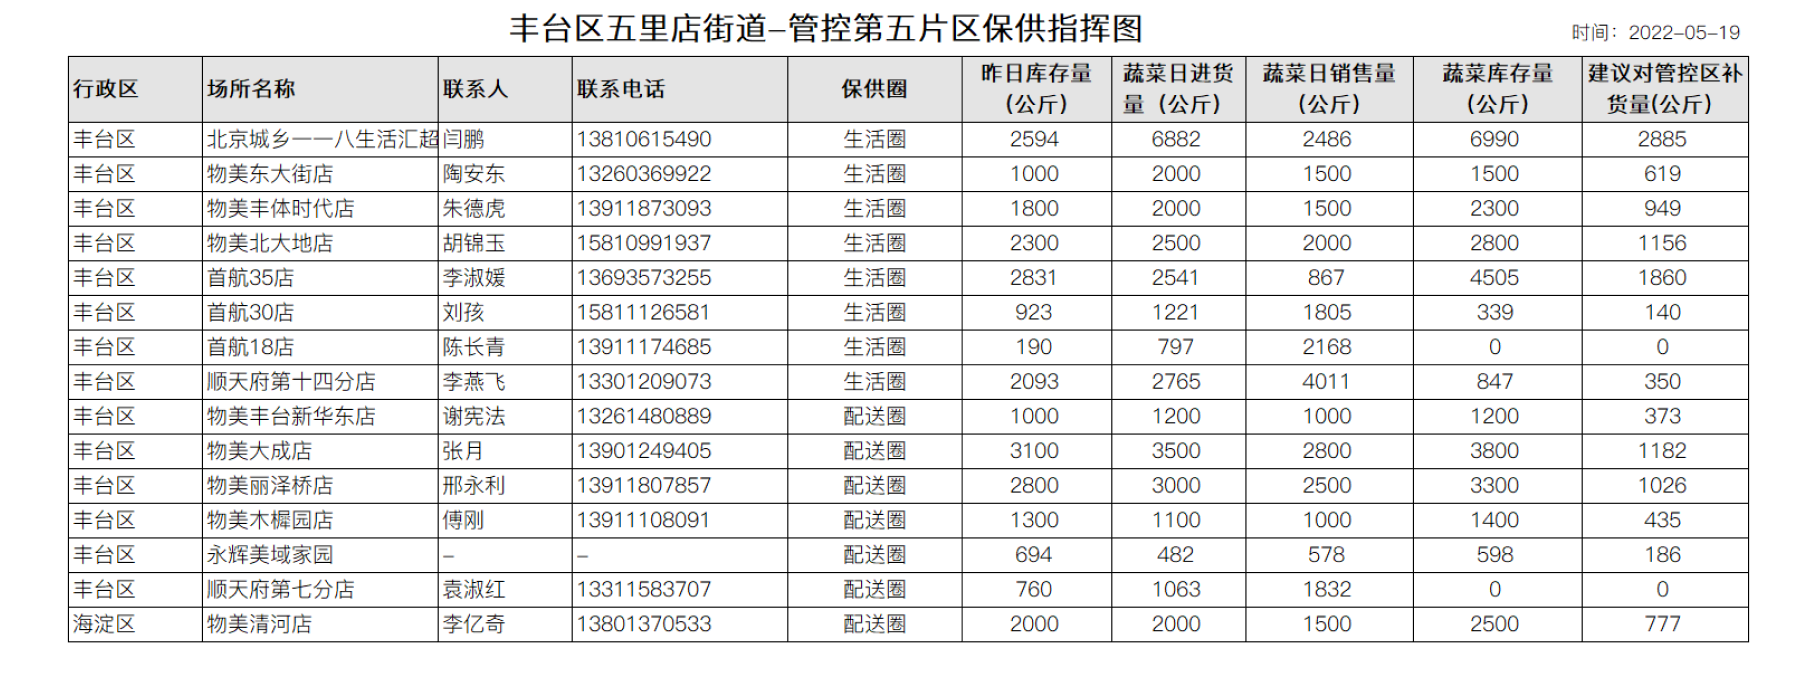 丰台区五里店街道–管控第五片区保供指挥图
时间：2022–05–19
行政区 场所名称 联系人 联系电话 保供圈 昨日库存量（公斤） 蔬菜日进货量（公斤） 蔬菜日销售量（公斤） 蔬菜库存量（公斤） 建议对管控区补货量(公斤）
丰台区 北京城乡一一八生活汇超 闫鹏 13810615490 生活圈 2594 6882 2486 6990 2885
丰台区 物美东大街店 陶安东 13260369922 生活圈 1000 2000 1500 1500 619
丰台区 物美丰体时代店 朱德虎 13911873093 生活圈 1800 2000 1500 2300 949
丰台区 物美北大地店 胡锦玉 15810991937 生活圈 2300 2500 2000 2800 1156
丰台区 首航35店 李淑媛 13693573255 生活圈 2831 2541 867 4505 1860
丰台区 首航30店 刘孩 15811126581 生活圈 923 1221 1805 339 140
丰台区 首航18店 陈长青 13911174685 生活圈 190 797 2168 0 0
丰台区 顺天府第十四分店 李燕飞 13301209073 生活圈 2093 2765 4011 847 350
丰台区 物美丰台新华东店 谢宪法 13261480889 配送圈 1000 1200 1000 1200 373
丰台区 物美大成店 张月 13901249405 配送圈 3100 3500 2800 3800 1182
丰台区 物美丽泽桥店 邢永利 13911807857 配送圈 2800 3000 2500 3300 1026
丰台区 物美木樨园店 傅刚 13911108091 配送圈 1300 1100 1000 1400 435
丰台区 永辉美域家园 – – 配送圈 694 482 578 598 186
丰台区 顺天府第七分店 袁淑红 13311583707 配送圈 760 1063 1832 0 0
海淀区 物美清河店 李亿奇 13801370533 配送圈 2000 2000 1500 2500 777